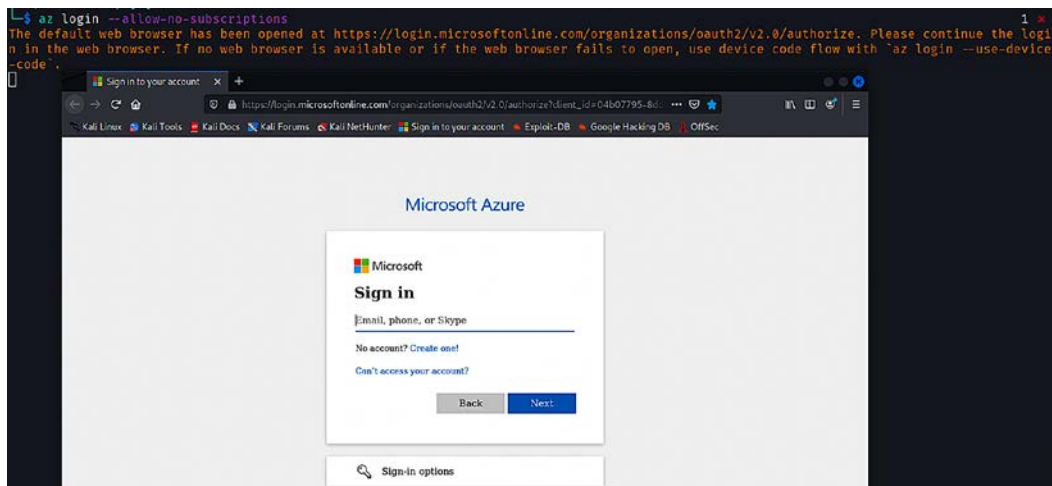 $ az login --allow-no-subscriptions 1
The default web browser has been opened at https://login.microsoftonline.com/organizations/oauth2/v2.0/authorize. Please continue the logi
n in the web browser. If no web browser is available or if the web browser fails to open, use device code flow with `az login --use-device
-code`.
Sign in to your account
https://login.microsoftonline.com/organizations/oauth2/v2.0/authorize?client_id=04b07795-8d
Kali Linux Kali Tools Kali Docs Kali Forums Kali NetHunter Sign in to your account Exploit-DB Google Hacking DB OffSec
Microsoft Azure
Microsoft
Sign in
Email, phone, or Skype
No account? Create one!
Can't access your account?
Back Next
Sign-in options